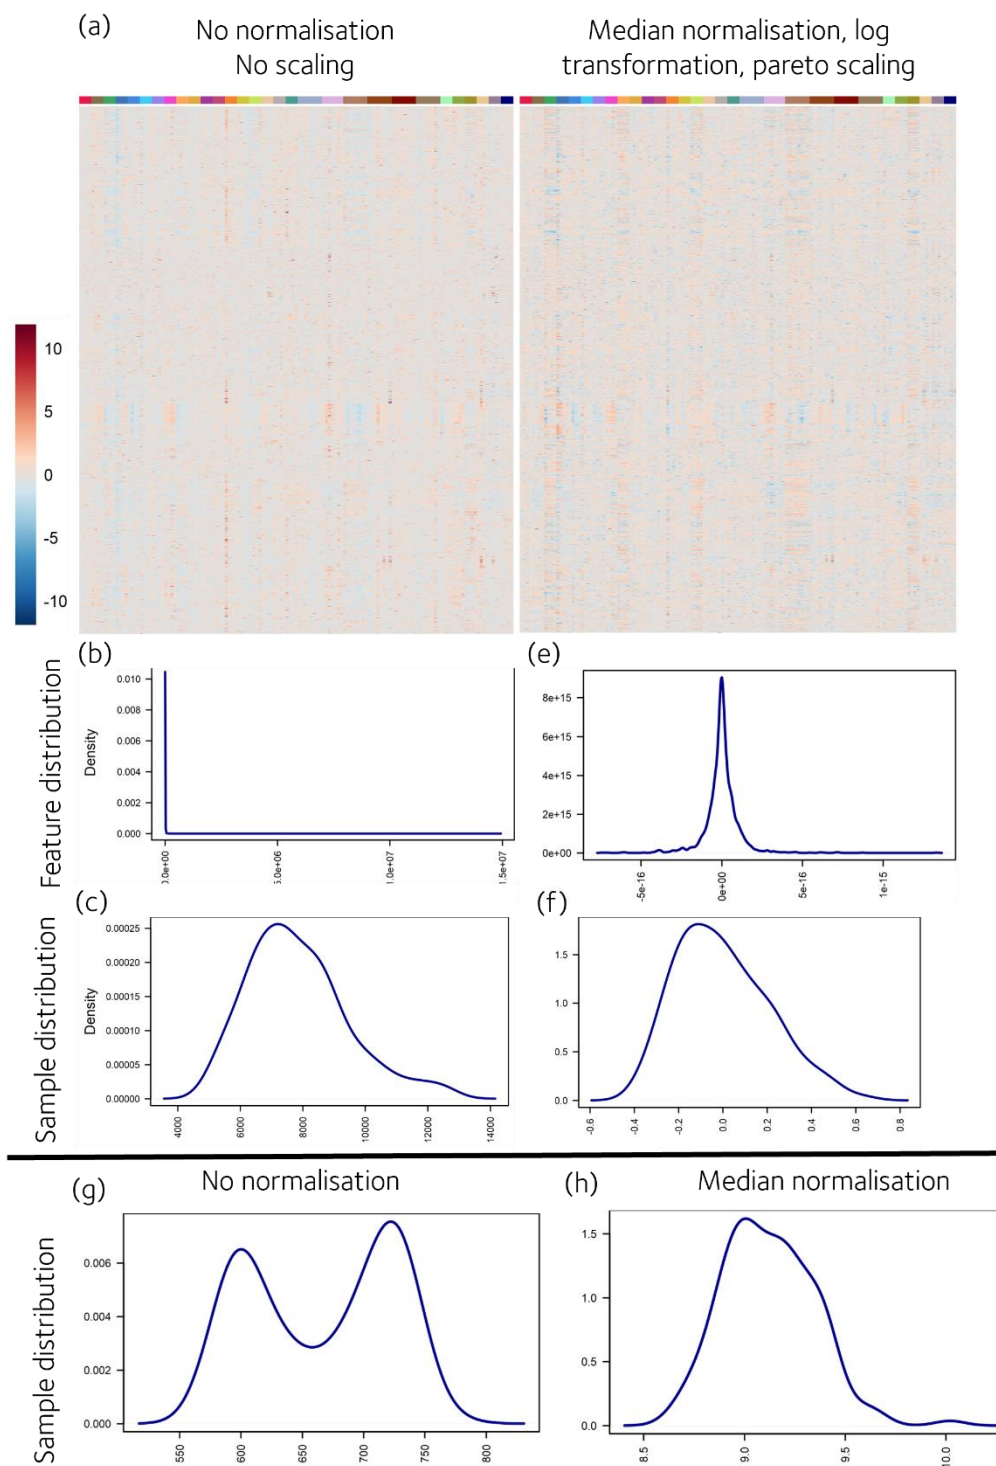 (a)
No normalisation
No scaling
Median normalisation, log
transformation, pareto scaling
10
5
0
-5
-10
(b)
Feature distribution
Density
0.010
0.008
0.006
0.004
0.002
0.000
0.0e+00
5.0e+06
1.0e+07
1.5e+07
(e)
8e+15
6e+15
4e+15
2e+15
0e+00
-5e-16
0e+00
5e-16
1e-15
(c)
Sample distribution
Density
0.00025
0.00020
0.00015
0.00010
0.00005
0.00000
4000
6000
8000
10000
12000
14000
(f)
1.5
1.0
0.5
0.0
-0.6
-0.4
-0.2
0.0
0.2
0.4
0.6
0.8
(g)
No normalisation
Sample distribution
0.006
0.004
0.002
0.000
550
600
650
700
750
800
(h)
Median normalisation
1.5
1.0
0.5
0.0
8.5
9.0
9.5
10.0